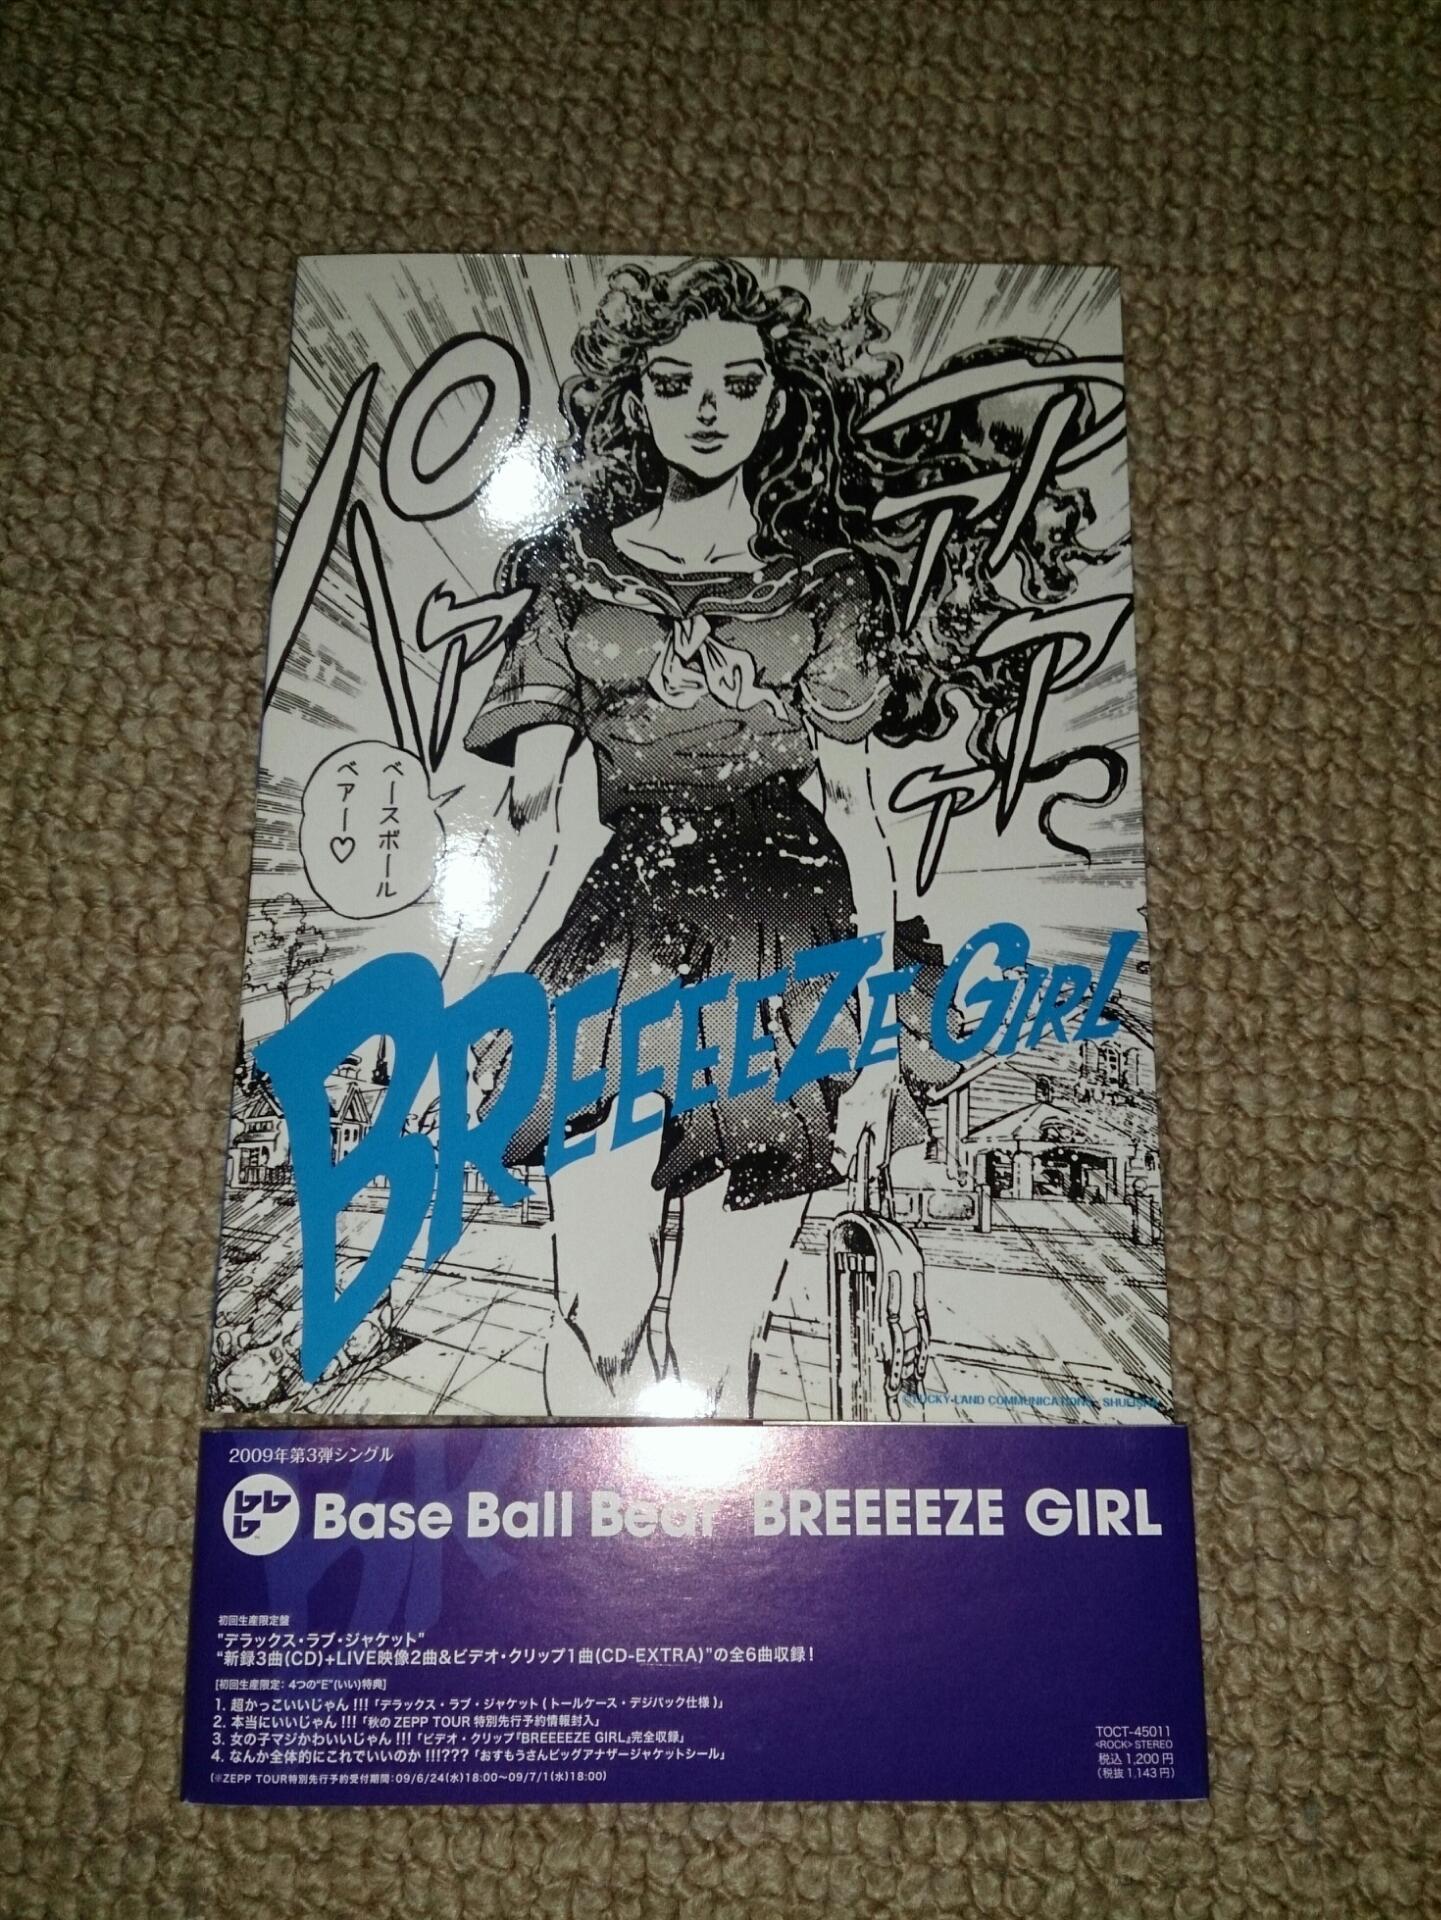 パアアアアアッ
ベースボール
ベアー♡
BREEEEZE GIRL
©LUCKY LAND COMMUNICATIONS SHUEISHA
2009年第3弾シングル
Base Ball Bear BREEEEZE GIRL
初回生産限定盤
"デラックス・ラブ・ジャケット"
"新録3曲(CD)+LIVE映像2曲&ビデオ・クリップ1曲(CD-EXTRA)"の全6曲収録!
[初回生産限定: 4つの"E"(いい)特典]
1. 超かっこいいじゃん!!!「デラックス・ラブ・ジャケット(トールケース・デジパック仕様)」
2. 本当にいいじゃん!!!「秋のZEPP TOUR 特別先行予約情報封入」
3. 女の子マジかわいいじゃん!!!「ビデオ・クリップ『BREEEEZE GIRL』完全収録」
4. なんか全体的にこれでいいのか!!!???「おすもうさんビッグアナザージャケットシール」
(※ZEPP TOUR特別先行予約受付期間:09/6/24(水)18:00〜09/7/1(水)18:00)
TOCT-45011
<ROCK> STEREO
税込1,200円
(税抜1,143円)